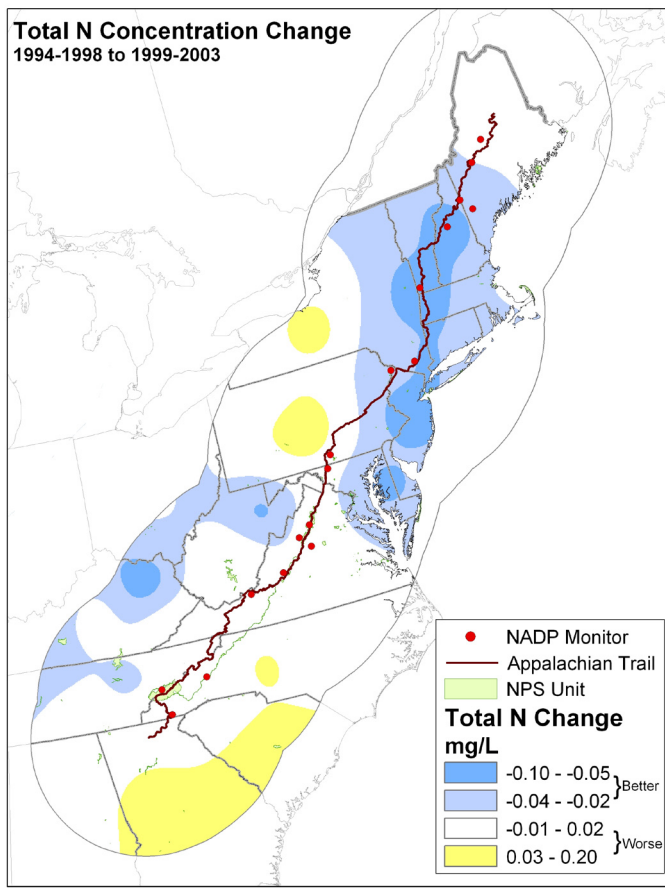 Total N Concentration Change
1994-1998 to 1999-2003
NADP Monitor
Appalachian Trail
NPS Unit
Total N Change
mg/L
-0.10 - -0.05
}Better
-0.04 - -0.02
-0.01 - 0.02
}Worse
0.03 - 0.20